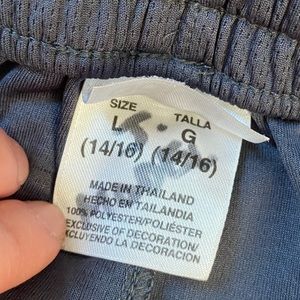 SIZE TALLA
L • G
(14/16) (14/16)
MADE IN THAILAND
HECHO EN TAILANDIA
100% POLYESTER/POLIÉSTER
EXCLUSIVE OF DECORATION/
EXCLUYENDO LA DECORACION